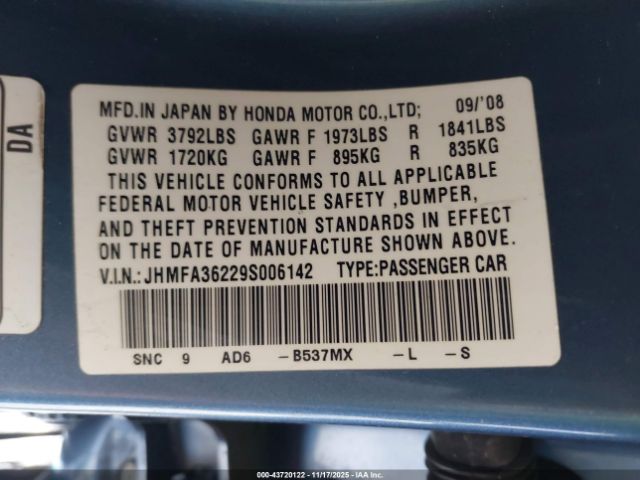 MFD.IN JAPAN BY HONDA MOTOR CO.,LTD; 09/'08
GVWR 3792LBS GAWR F 1973LBS R 1841LBS
GVWR 1720KG GAWR F 895KG R 835KG
THIS VEHICLE CONFORMS TO ALL APPLICABLE
FEDERAL MOTOR VEHICLE SAFETY ,BUMPER,
AND THEFT PREVENTION STANDARDS IN EFFECT
ON THE DATE OF MANUFACTURE SHOWN ABOVE.
V.I.N.: JHMFA36229S006142 TYPE:PASSENGER CAR
SNC 9 AD6 -B537MX -L -S
DA
000-43720122 - 11/17/2025 - IAAI, Inc.